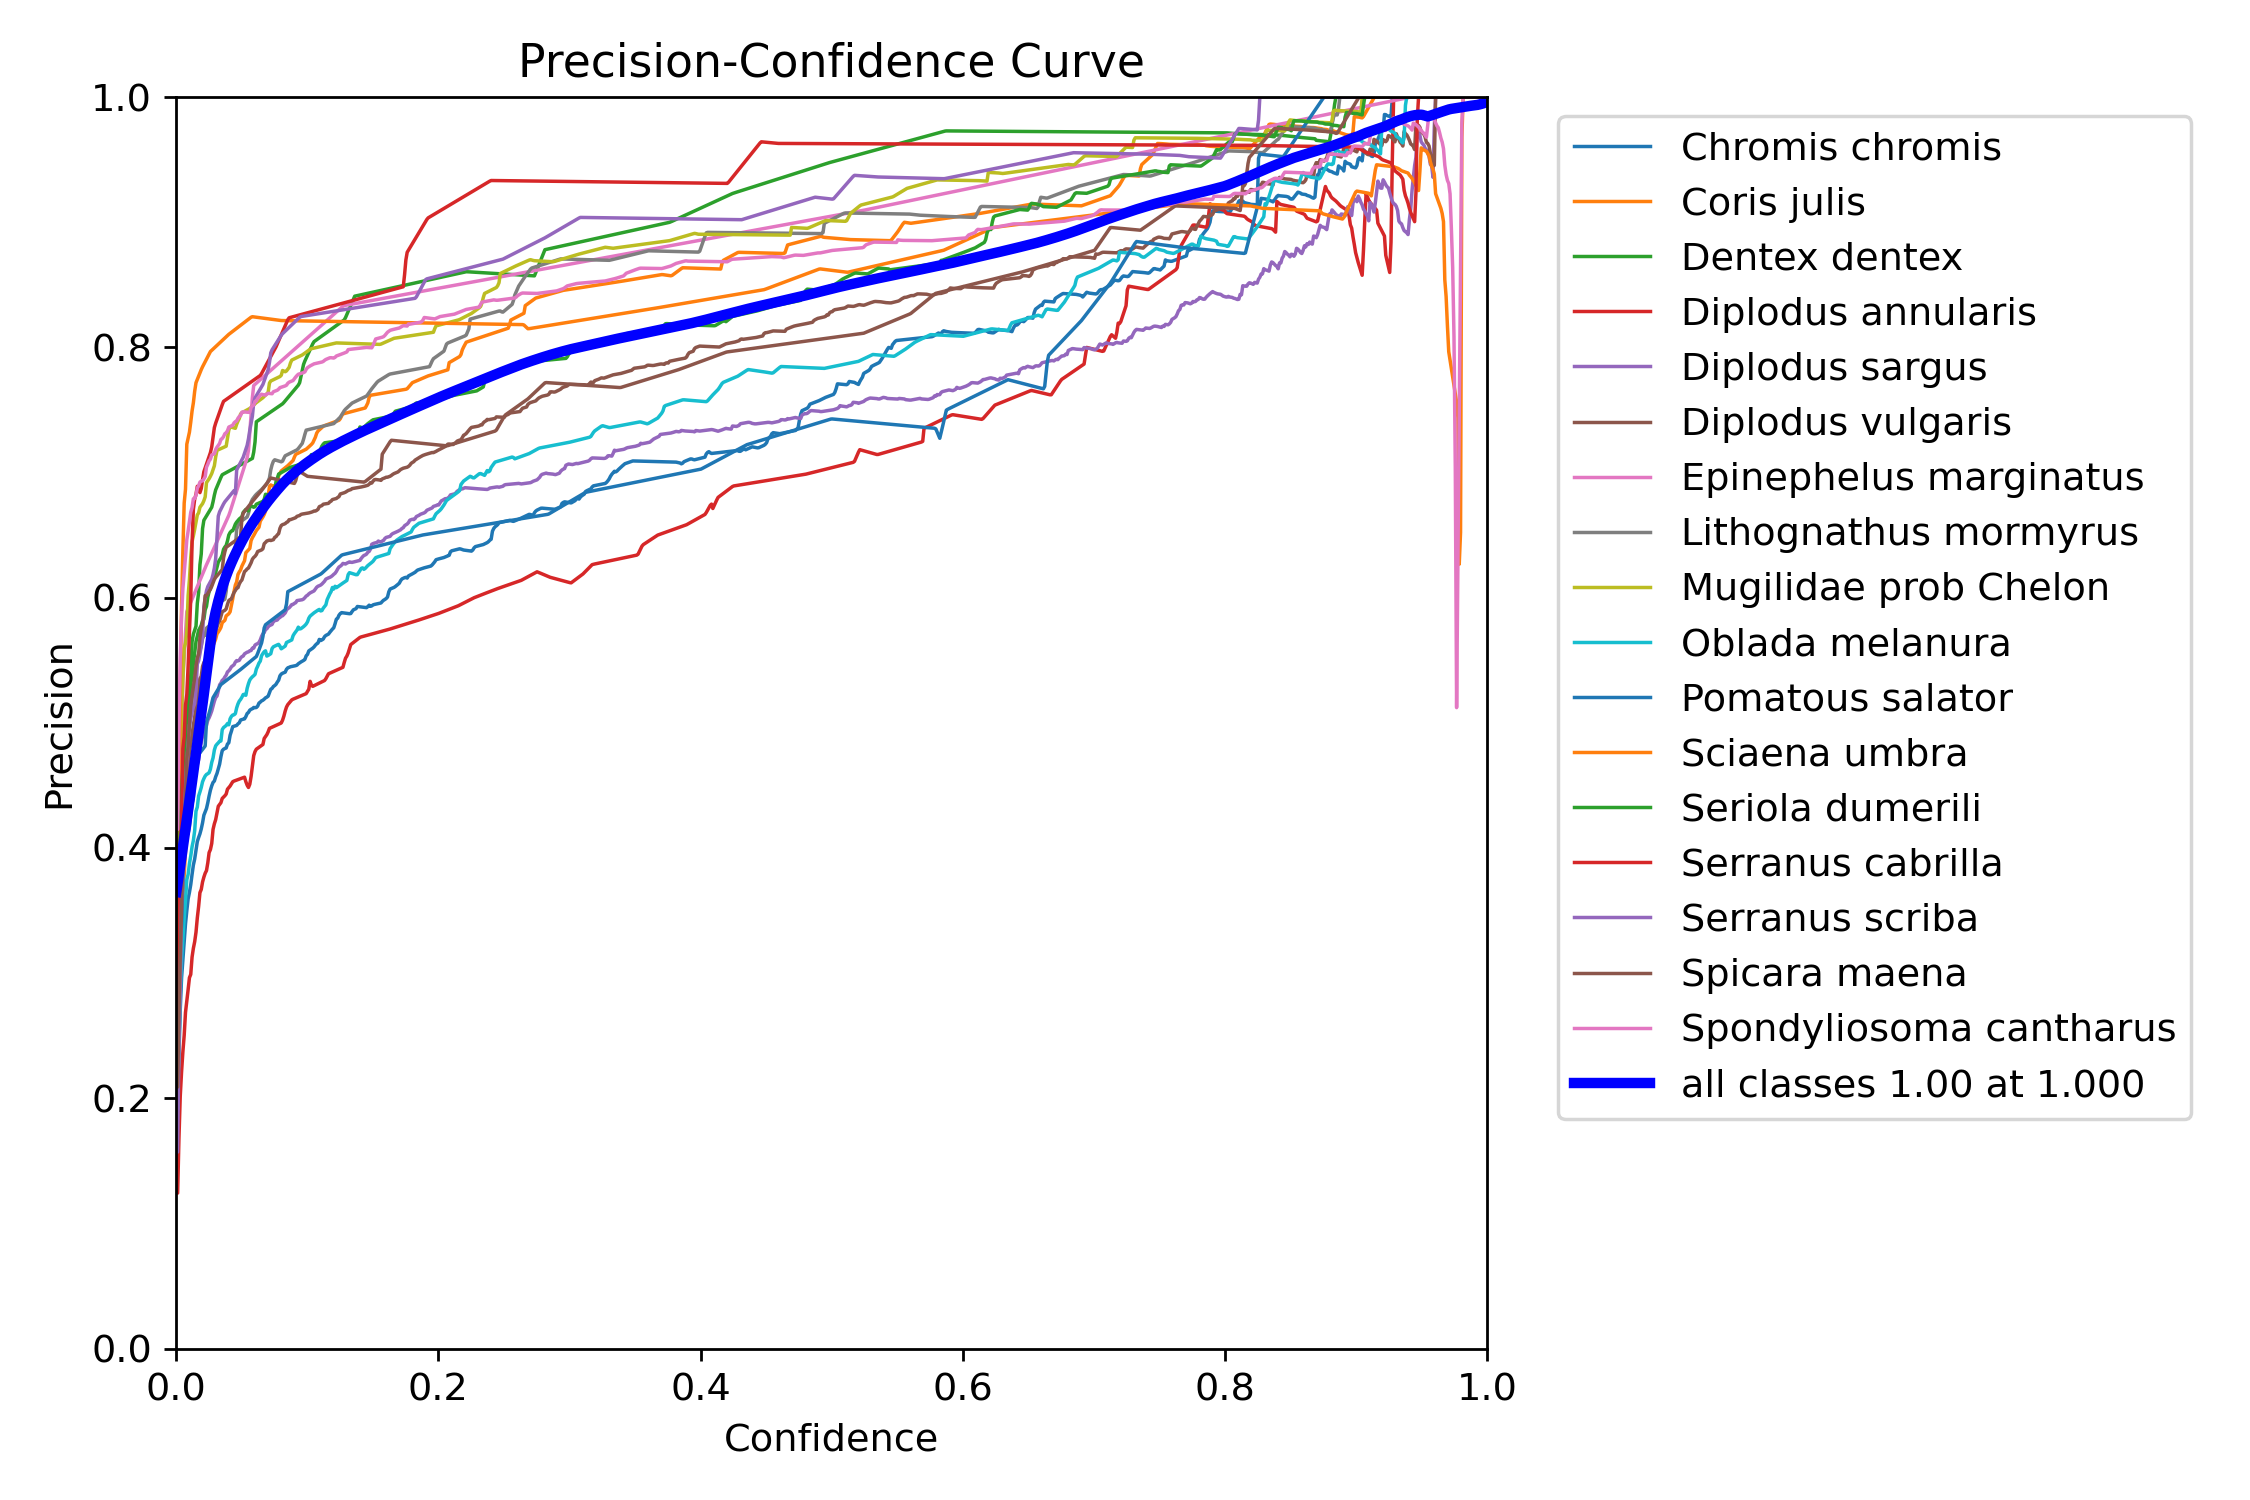 Precision-Confidence Curve
1.0
0.8
0.6
0.4
0.2
0.0
Precision
0.0 0.2 0.4 0.6 0.8 1.0
Confidence
Chromis chromis
Coris julis
Dentex dentex
Diplodus annularis
Diplodus sargus
Diplodus vulgaris
Epinephelus marginatus
Lithognathus mormyrus
Mugilidae prob Chelon
Oblada melanura
Pomatous salator
Sciaena umbra
Seriola dumerili
Serranus cabrilla
Serranus scriba
Spicara maena
Spondyliosoma cantharus
all classes 1.00 at 1.000